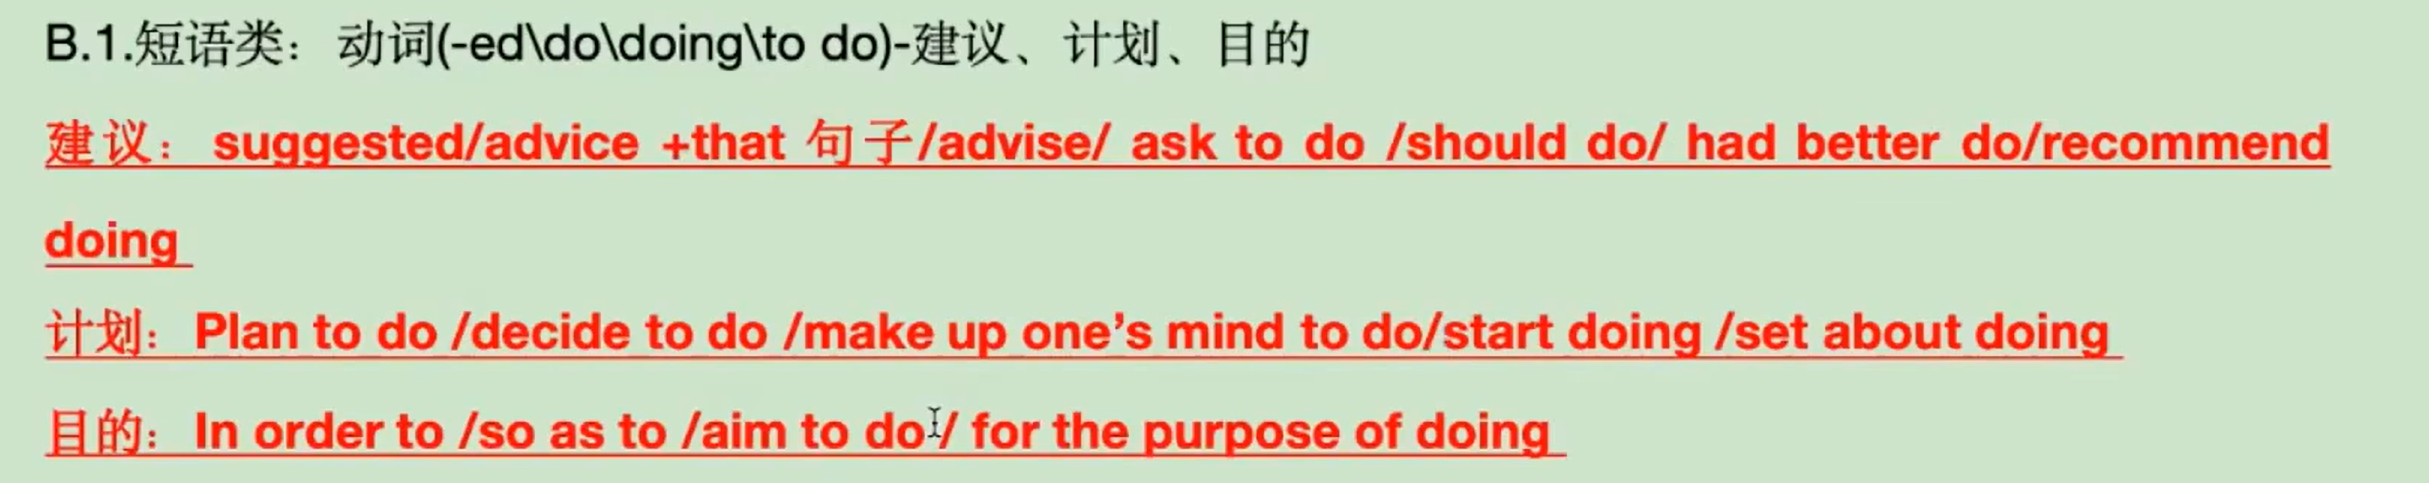 B.1.短语类：动词(-ed\do\doing\to do)-建议、计划、目的
建议： suggested/advice +that 句子/advise/ ask to do /should do/ had better do/recommend
doing
计划：Plan to do /decide to do /make up one’s mind to do/start doing /set about doing
目的：In order to /so as to /aim to do / for the purpose of doing